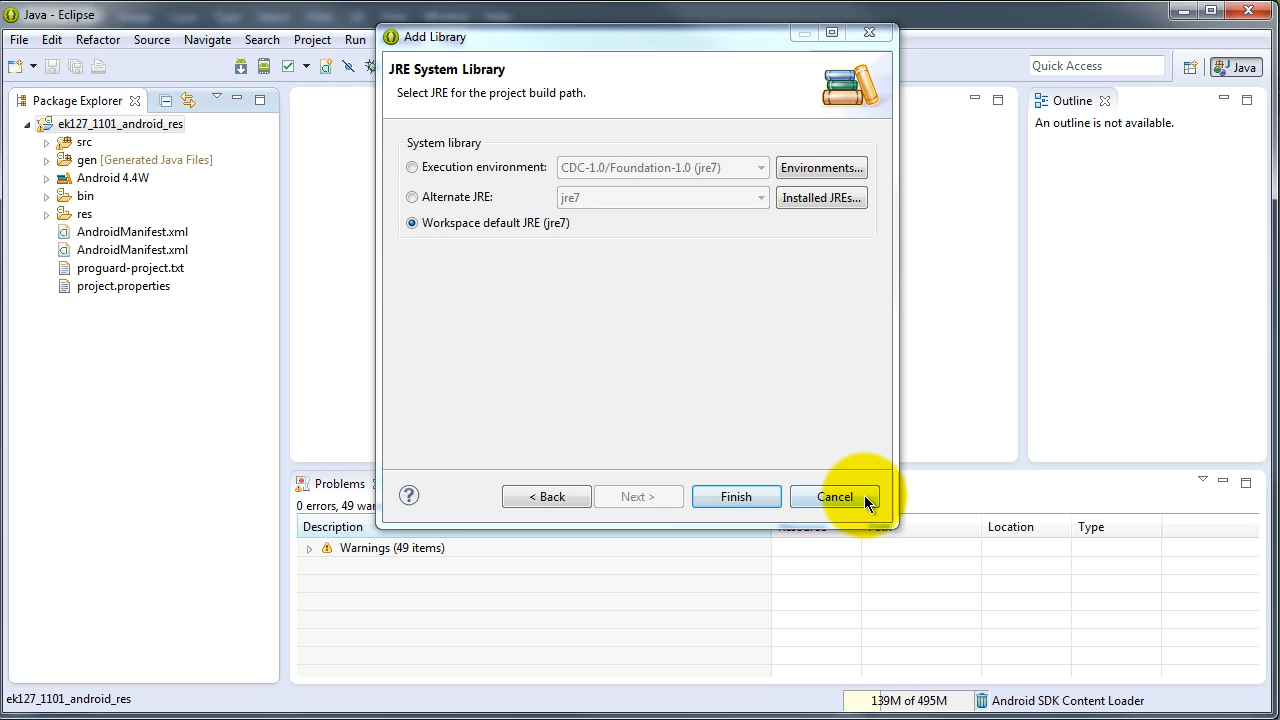 Java - Eclipse
File Edit Refactor Source Navigate Search Project Run
Quick Access
Java
Package Explorer
ek127_1101_android_res
src
gen [Generated Java Files]
Android 4.4W
bin
res
AndroidManifest.xml
AndroidManifest.xml
proguard-project.txt
project.properties
Add Library
JRE System Library
Select JRE for the project build path.
System library
Execution environment: CDC-1.0/Foundation-1.0 (jre7) Environments...
Alternate JRE: jre7 Installed JREs...
Workspace default JRE (jre7)
< Back Next > Finish Cancel
Outline
An outline is not available.
Problems
0 errors, 49 war
Description Location Type
Warnings (49 items)
ek127_1101_android_res
139M of 495M
Android SDK Content Loader